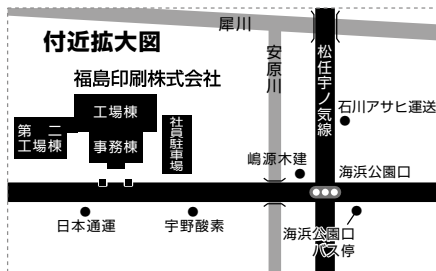 付近拡大図
犀川
安原川
松任宇ノ気線
福島印刷株式会社
工場棟
第二
工場棟
事務棟
社員駐車場
石川アサヒ運送
嶋源木建
海浜公園口
日本通運
宇野酸素
海浜公園口
バス停